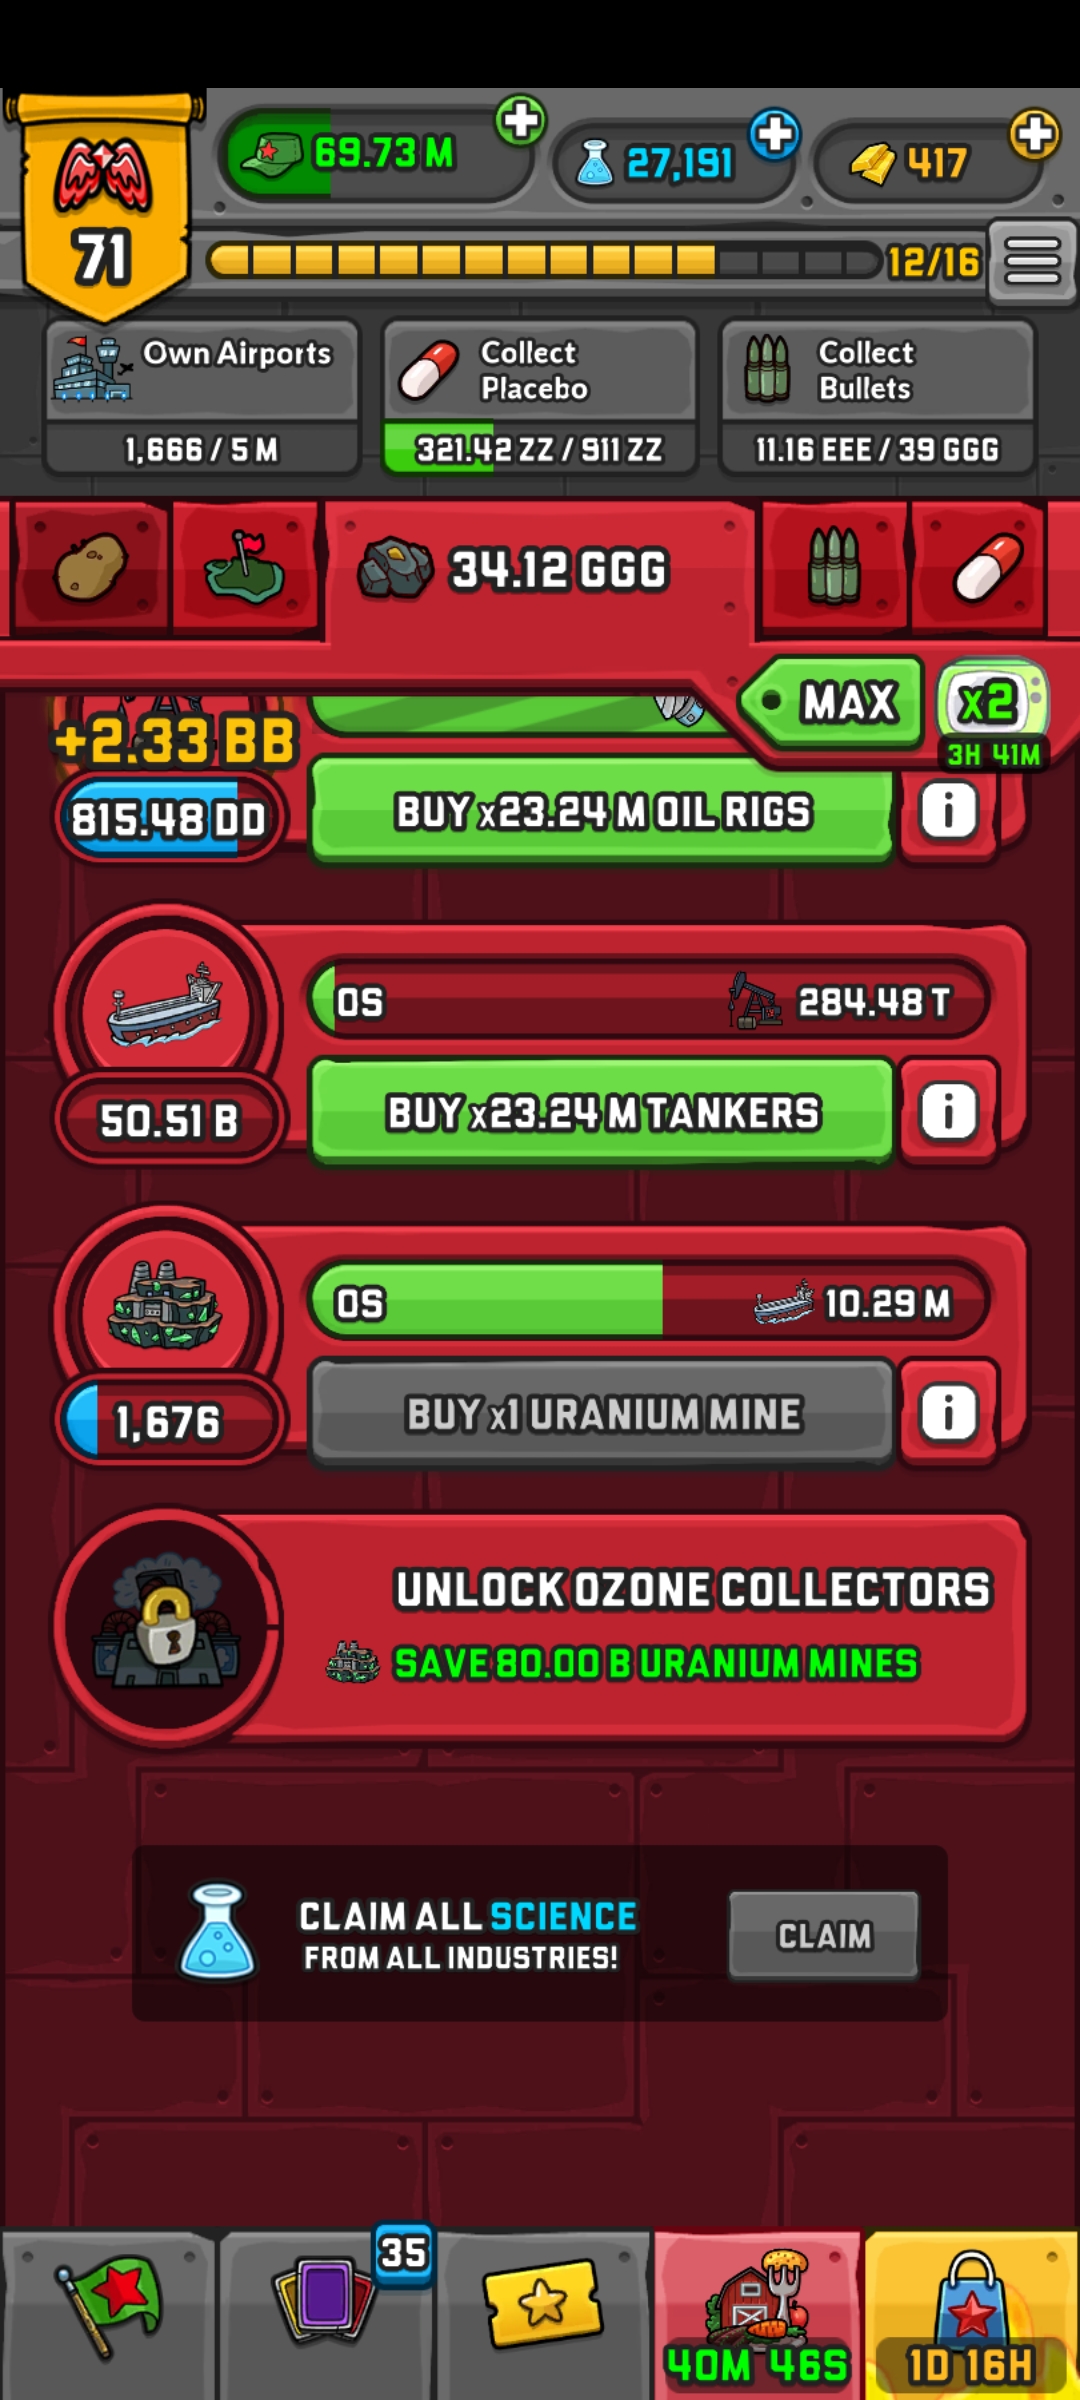 69.73 M
27,191
417
71
12/16
Own Airports
1,666 / 5 M
Collect
Placebo
321.42 ZZ / 911 ZZ
Collect
Bullets
11.16 EEE / 39 GGG
34.12 GGG
MAX
x2
3H 41M
+2.33 BB
815.48 DD
BUY x23.24 M OIL RIGS
i
0S
284.48 T
50.51 B
BUY x23.24 M TANKERS
i
0S
10.29 M
1,676
BUY x1 URANIUM MINE
i
UNLOCK OZONE COLLECTORS
SAVE 80.00 B URANIUM MINES
CLAIM ALL SCIENCE
FROM ALL INDUSTRIES!
CLAIM
35
40M 46S
1D 16H